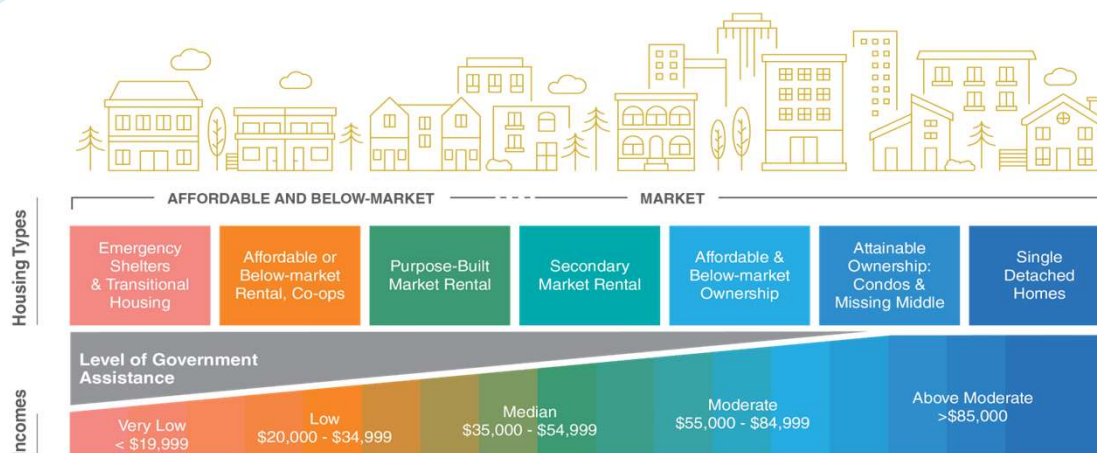 AFFORDABLE AND BELOW-MARKET
MARKET
Housing Types
Emergency
Shelters
& Transitional
Housing
Affordable or
Below-market
Rental, Co-ops
Purpose-Built
Market Rental
Secondary
Market Rental
Affordable &
Below-market
Ownership
Attainable
Ownership:
Condos &
Missing Middle
Single
Detached
Homes
Level of Government
Assistance
ncomes
Very Low
< $19,999
Low
$20,000 - $34,999
Median
$35,000 - $54,999
Moderate
$55,000 - $84,999
Above Moderate
>$85,000